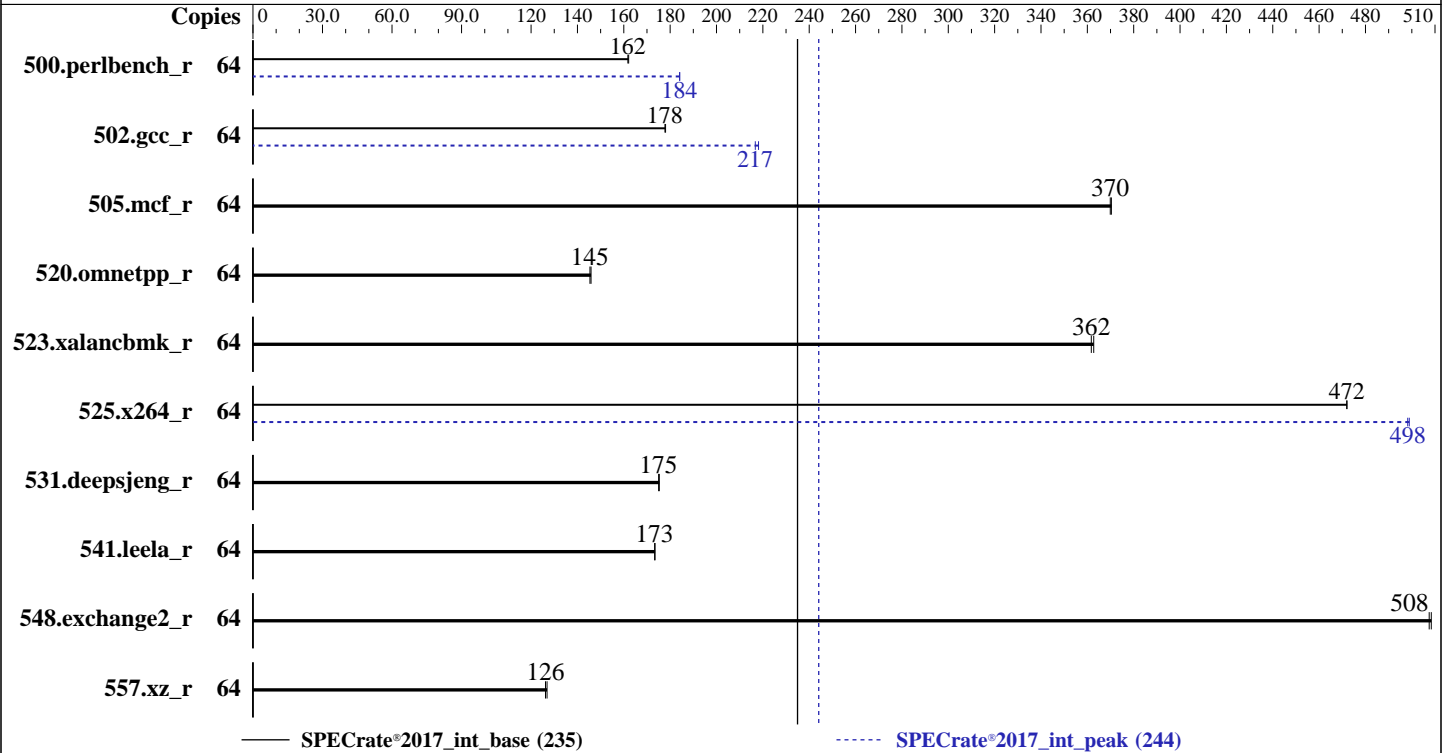 Copies 0 30.0 60.0 90.0 120 140 160 180 200 220 240 260 280 300 320 340 360 380 400 420 440 460 480 510
500.perlbench_r 64 162
184
502.gcc_r 64 178
217
505.mcf_r 64 370
520.omnetpp_r 64 145
523.xalancbmk_r 64 362
525.x264_r 64 472
498
531.deepsjeng_r 64 175
541.leela_r 64 173
548.exchange2_r 64 508
557.xz_r 64 126
SPECrate®2017_int_base (235) SPECrate®2017_int_peak (244)